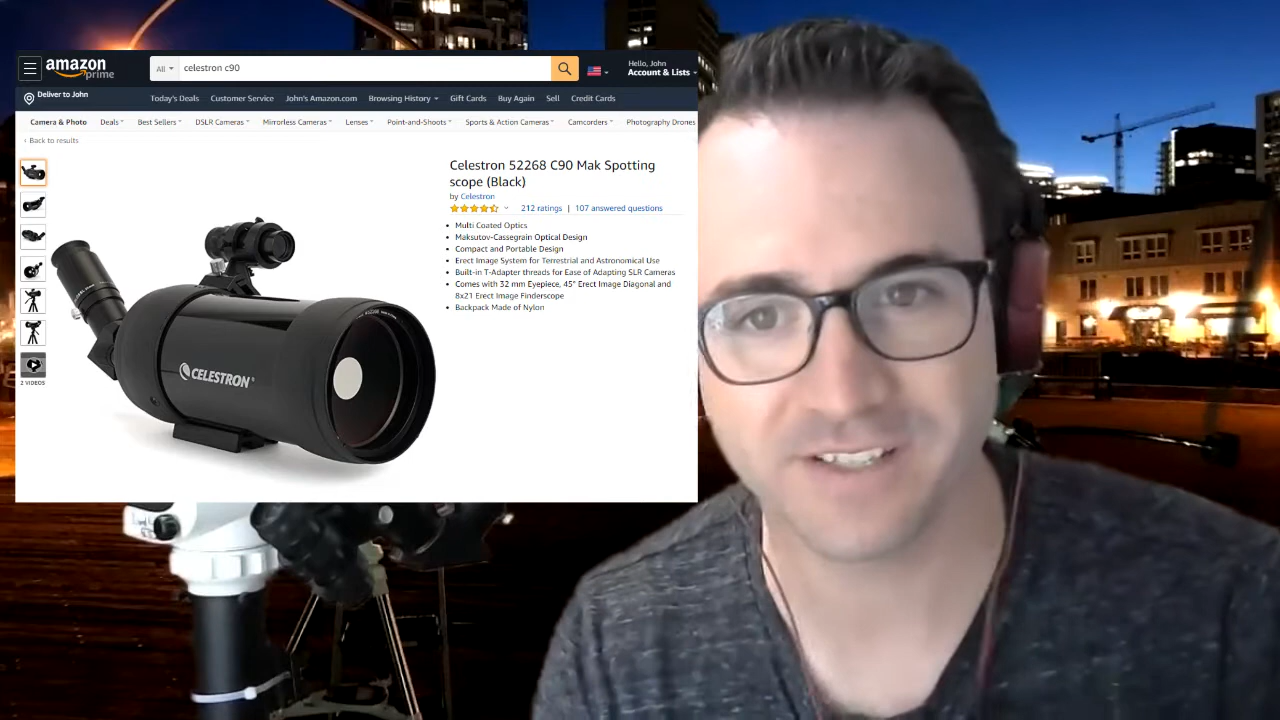 amazon
prime
All
celestron c90
Hello, John
Account & Lists
Deliver to John
Today's Deals Customer Service John's Amazon.com Browsing History Gift Cards Buy Again Sell Credit Cards
Camera & Photo Deals Best Sellers DSLR Cameras Mirrorless Cameras Lenses Point-and-Shoots Sports & Action Cameras Camcorders Photography Drones
‹ Back to results
Celestron 52268 C90 Mak Spotting
scope (Black)
by Celestron
212 ratings | 107 answered questions
• Multi Coated Optics
• Maksutov-Cassegrain Optical Design
• Compact and Portable Design
• Erect Image System for Terrestrial and Astronomical Use
• Built-in T-Adapter threads for Ease of Adapting SLR Cameras
• Comes with 32 mm Eyepiece, 45° Erect Image Diagonal and
8x21 Erect Image Finderscope
• Backpack Made of Nylon
CELESTRON
2 VIDEOS